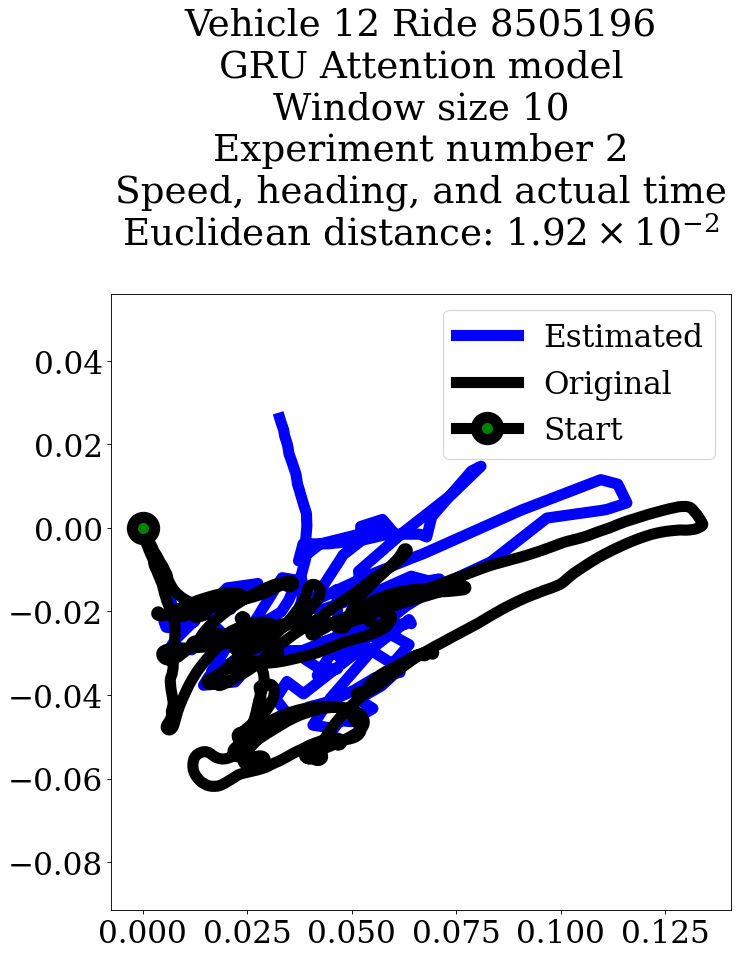 Vehicle 12 Ride 8505196
GRU Attention model
Window size 10
Experiment number 2
Speed, heading, and actual time
Euclidean distance: 1.92 × 10⁻²
Estimated
Original
Start
0.04
0.02
0.00
−0.02
−0.04
−0.06
−0.08
0.000 0.025 0.050 0.075 0.100 0.125